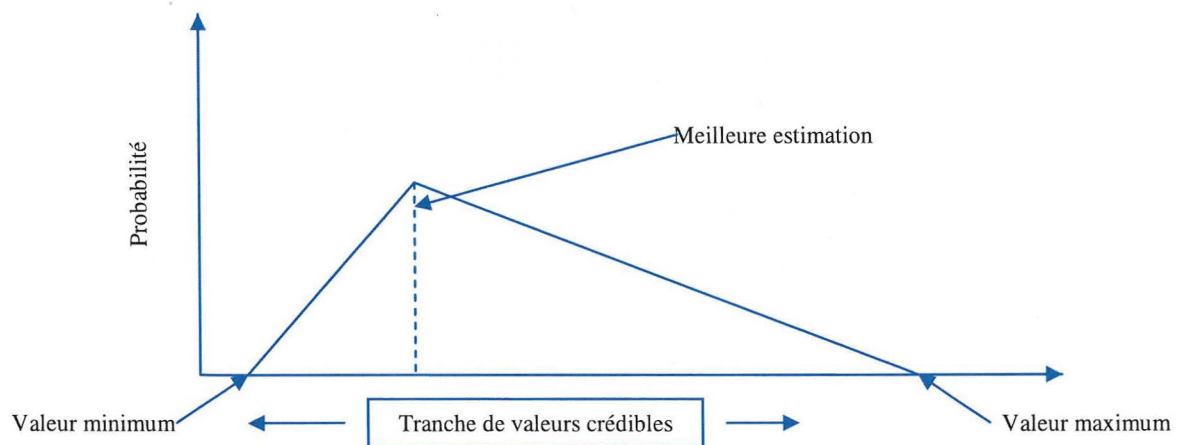 Meilleure estimation
Probabilité
Valeur minimum
Tranche de valeurs crédibles
Valeur maximum